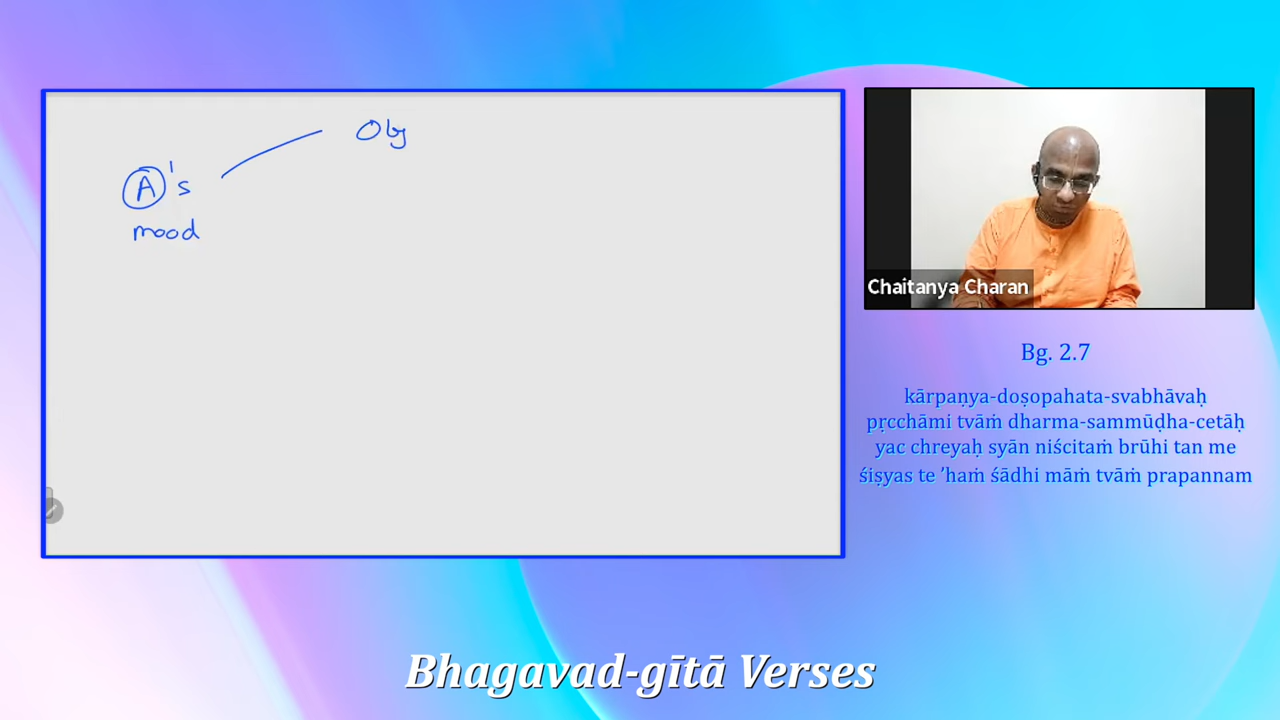 Obj
A's
mood
Chaitanya Charan
Bg. 2.7
kārpaṇya-doṣopahata-svabhāvaḥ
pṛcchāmi tvāṁ dharma-sammūḍha-cetāḥ
yac chreyaḥ syān niścitaṁ brūhi tan me
śiṣyas te ’haṁ śādhi māṁ tvāṁ prapannam
Bhagavad-gītā Verses